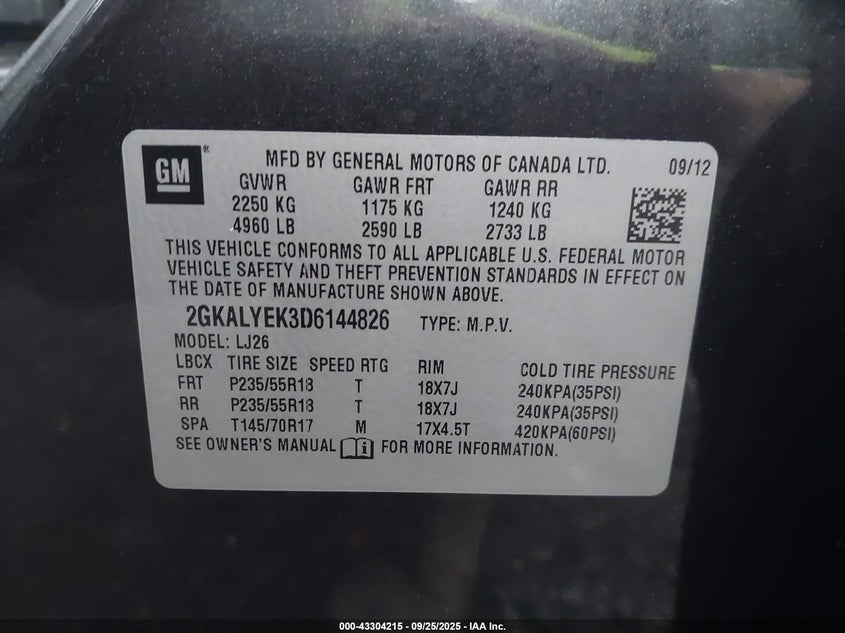 GM ® MFD BY GENERAL MOTORS OF CANADA LTD. 09/12
GVWR GAWR FRT GAWR RR
2250 KG 1175 KG 1240 KG
4960 LB 2590 LB 2733 LB
THIS VEHICLE CONFORMS TO ALL APPLICABLE U.S. FEDERAL MOTOR
VEHICLE SAFETY AND THEFT PREVENTION STANDARDS IN EFFECT ON
THE DATE OF MANUFACTURE SHOWN ABOVE.
2GKALYEK3D6144826 TYPE: M.P.V.
MODEL: LJ26
LBCX TIRE SIZE SPEED RTG RIM COLD TIRE PRESSURE
FRT P235/55R18 T 18X7J 240KPA(35PSI)
RR P235/55R18 T 18X7J 240KPA(35PSI)
SPA T145/70R17 M 17X4.5T 420KPA(60PSI)
SEE OWNER'S MANUAL FOR MORE INFORMATION.
000-43304215 - 09/25/2025 - IAA Inc.